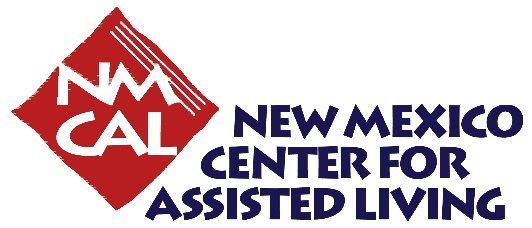 NM
CAL
NEW MEXICO
CENTER FOR
ASSISTED LIVING